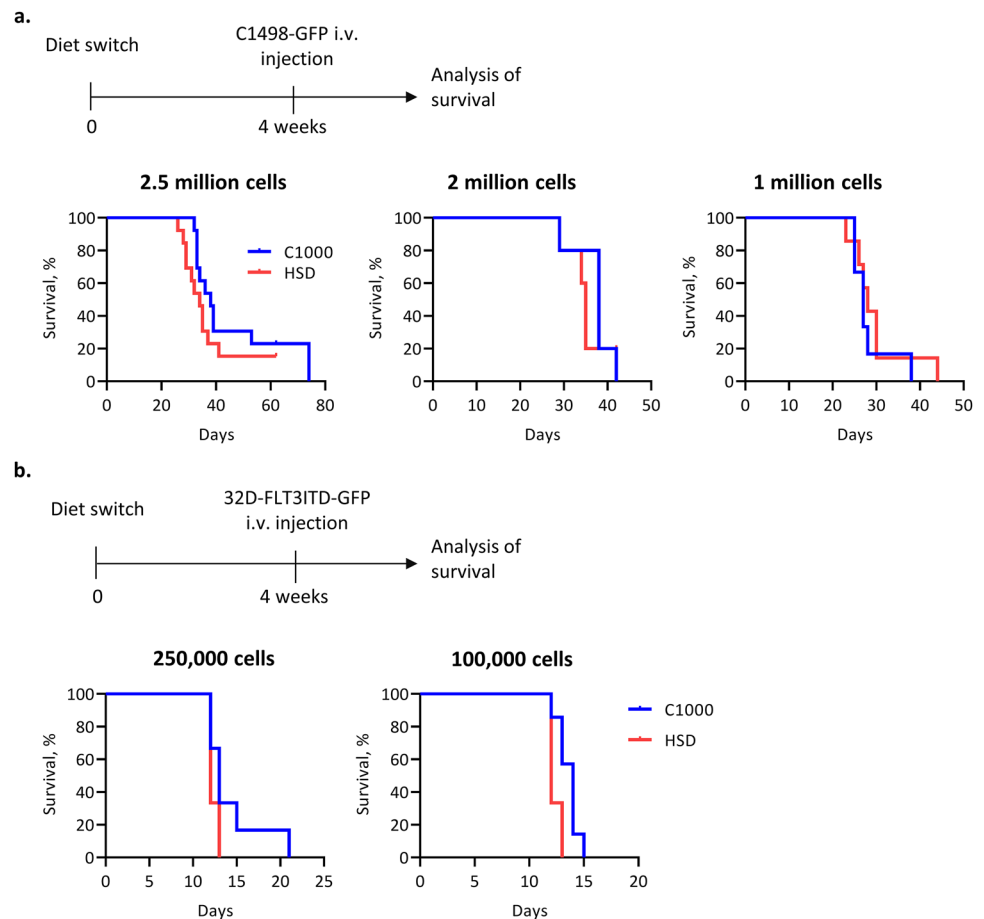 a.
Diet switch
C1498-GFP i.v.
injection
Analysis of
survival
0
4 weeks
2.5 million cells
2 million cells
1 million cells
Survival, %
100
80
60
40
20
0
C1000
HSD
0 20 40 60 80
Days
Survival, %
100
80
60
40
20
0
0 10 20 30 40 50
Days
Survival, %
100
80
60
40
20
0
0 10 20 30 40 50
Days
b.
Diet switch
32D-FLT3ITD-GFP
i.v. injection
Analysis of
survival
0
4 weeks
250,000 cells
100,000 cells
Survival, %
100
80
60
40
20
0
0 5 10 15 20 25
Days
Survival, %
100
80
60
40
20
0
0 5 10 15 20
Days
C1000
HSD